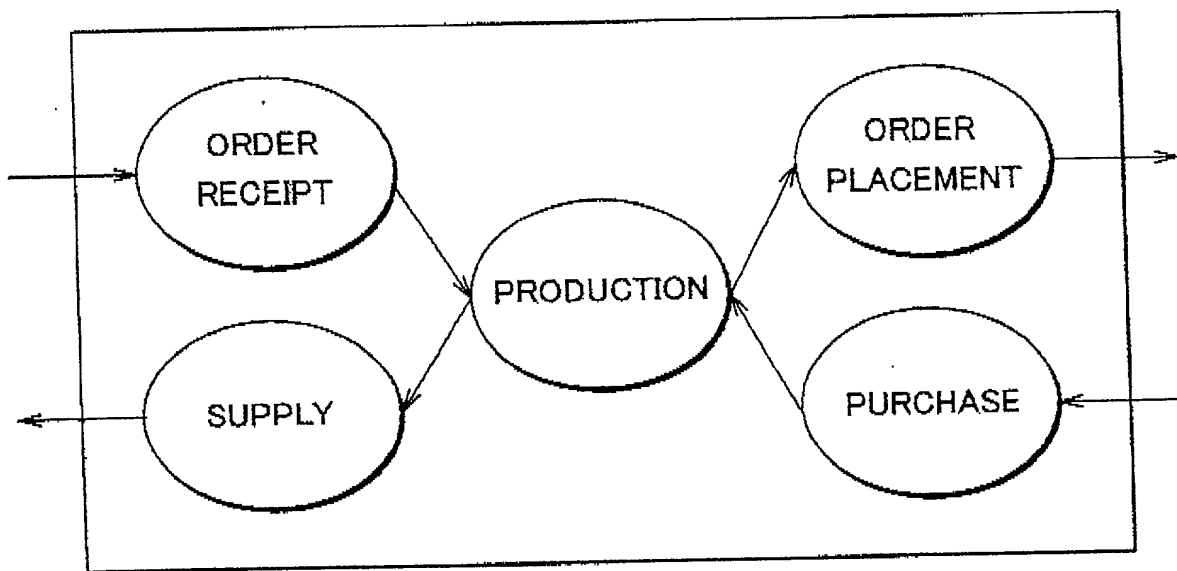 ORDER
RECEIPT
ORDER
PLACEMENT
PRODUCTION
SUPPLY
PURCHASE